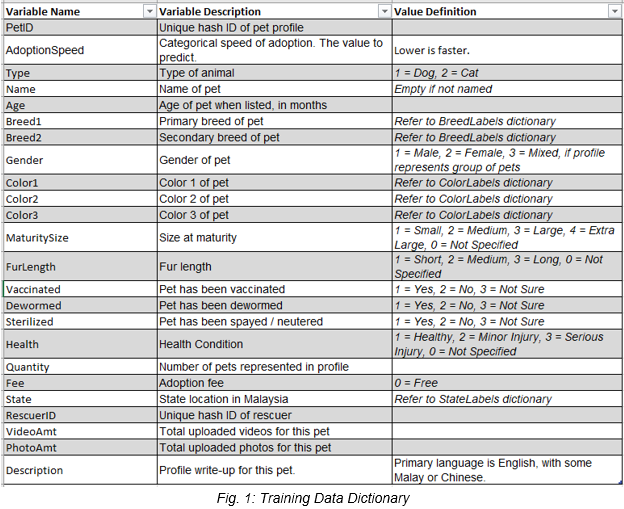 Variable Name Variable Description Value Definition
PetID Unique hash ID of pet profile
AdoptionSpeed Categorical speed of adoption. The value to predict. Lower is faster.
Type Type of animal 1 = Dog, 2 = Cat
Name Name of pet Empty if not named
Age Age of pet when listed, in months
Breed1 Primary breed of pet Refer to BreedLabels dictionary
Breed2 Secondary breed of pet Refer to BreedLabels dictionary
Gender Gender of pet 1 = Male, 2 = Female, 3 = Mixed, if profile represents group of pets
Color1 Color 1 of pet Refer to ColorLabels dictionary
Color2 Color 2 of pet Refer to ColorLabels dictionary
Color3 Color 3 of pet Refer to ColorLabels dictionary
MaturitySize Size at maturity 1 = Small, 2 = Medium, 3 = Large, 4 = Extra Large, 0 = Not Specified
FurLength Fur length 1 = Short, 2 = Medium, 3 = Long, 0 = Not Specified
Vaccinated Pet has been vaccinated 1 = Yes, 2 = No, 3 = Not Sure
Dewormed Pet has been dewormed 1 = Yes, 2 = No, 3 = Not Sure
Sterilized Pet has been spayed / neutered 1 = Yes, 2 = No, 3 = Not Sure
Health Health Condition 1 = Healthy, 2 = Minor Injury, 3 = Serious Injury, 0 = Not Specified
Quantity Number of pets represented in profile
Fee Adoption fee 0 = Free
State State location in Malaysia Refer to StateLabels dictionary
RescuerID Unique hash ID of rescuer
VideoAmt Total uploaded videos for this pet
PhotoAmt Total uploaded photos for this pet
Description Profile write-up for this pet. Primary language is English, with some Malay or Chinese.
Fig. 1: Training Data Dictionary